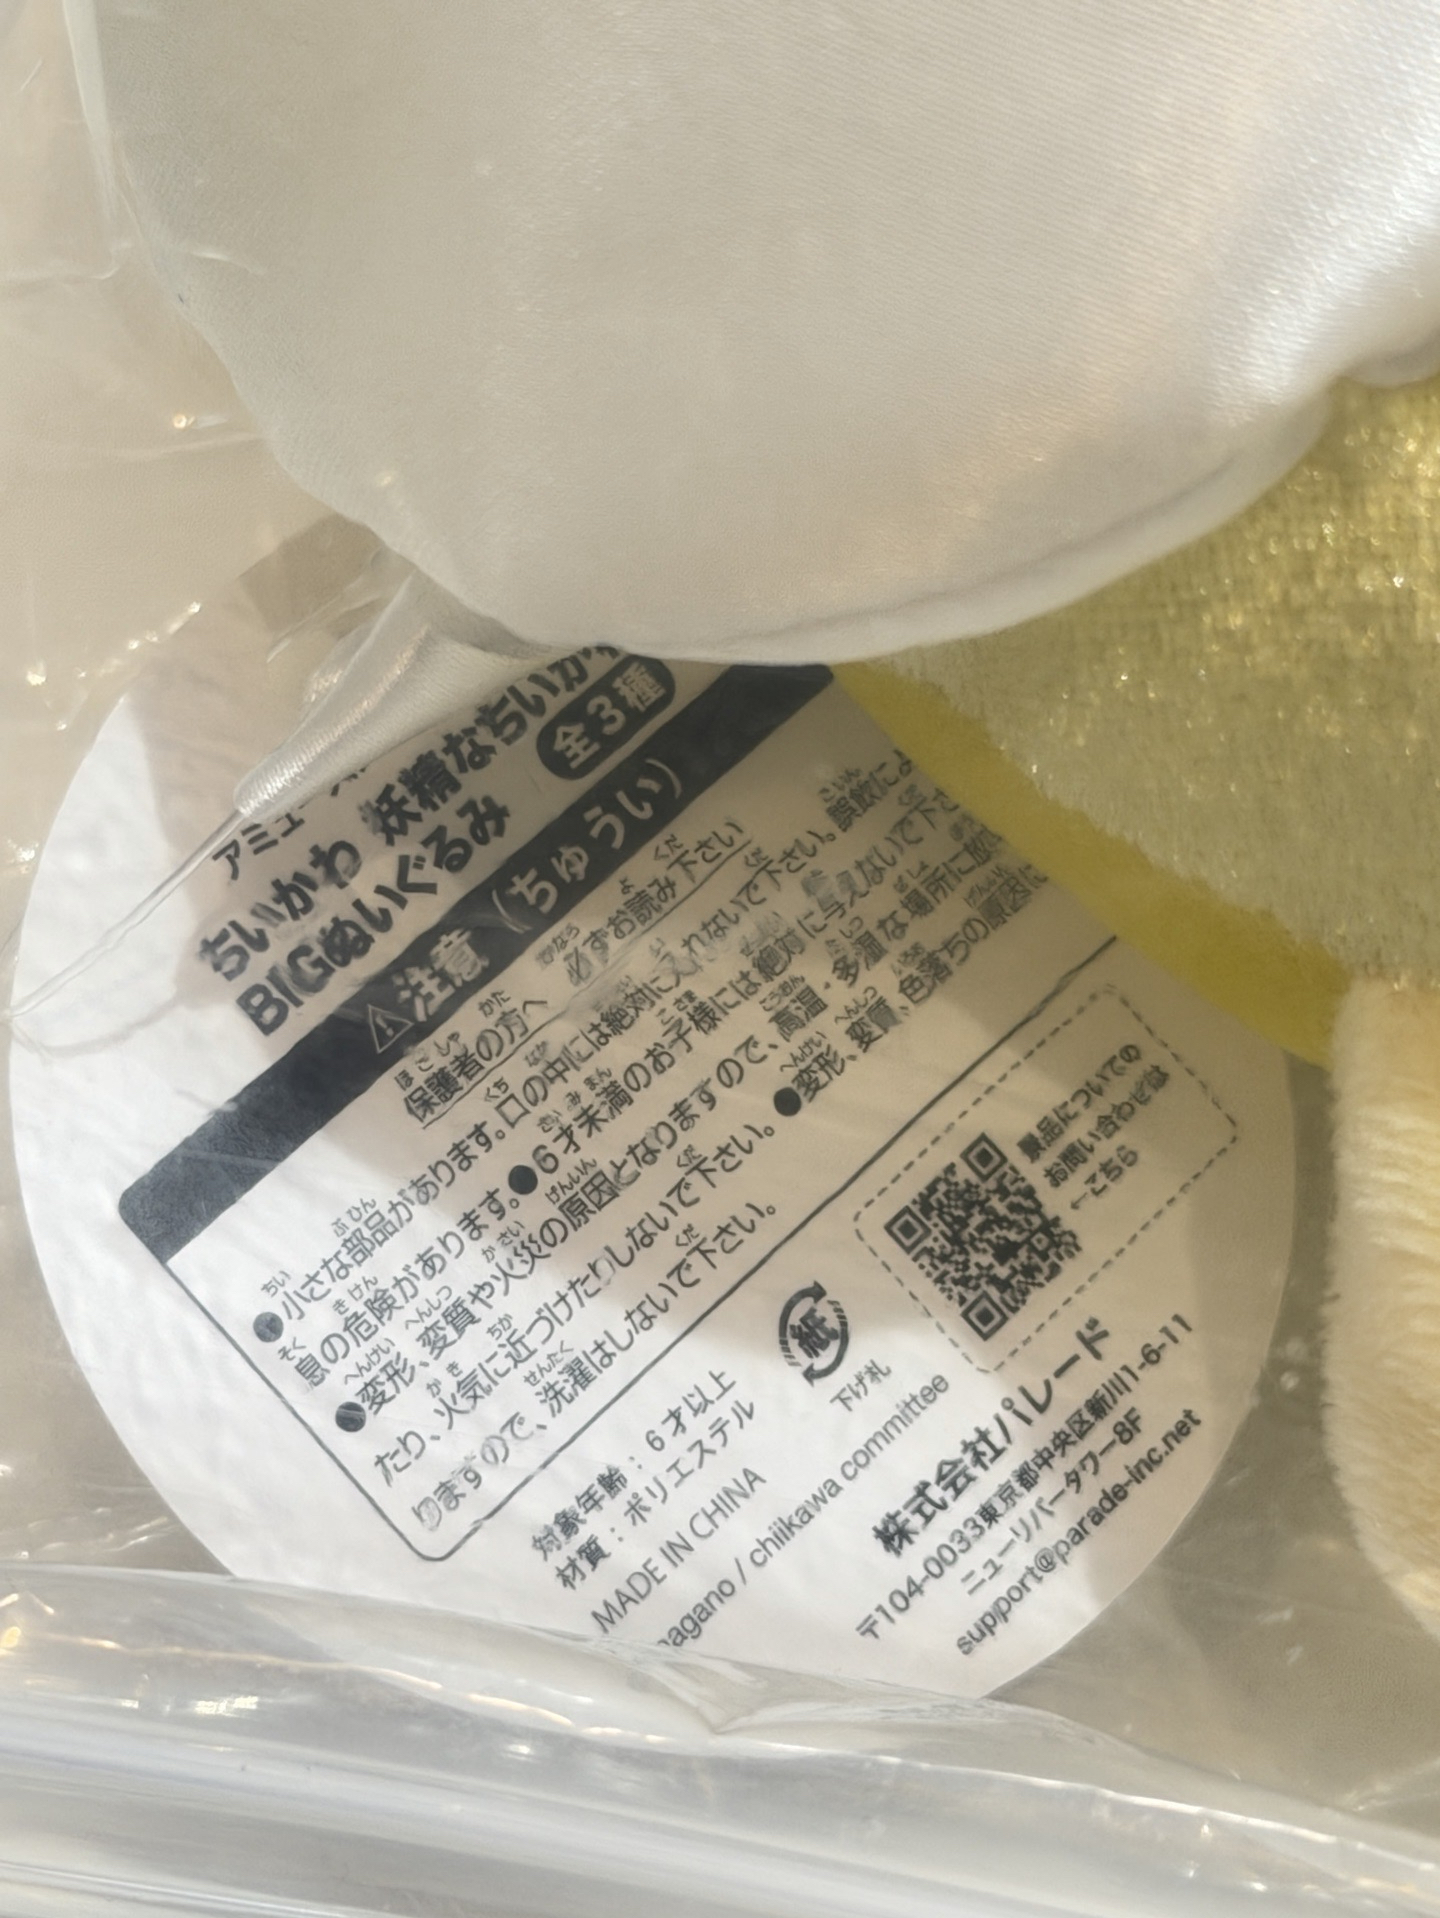 アミュー
ちいかわ 妖精なちいか
BIGぬいぐるみ 全3種
⚠注意(ちゅうい)
保護者の方へ 必ずお読み下さい
●小さな部品があります。口の中には絶対に入れないで下さい。誤飲によ
息の危険があります。●6才未満のお子様には絶対に与えないで下さ
●変形、変質や火災の原因となりますので、高温・多湿な場所に放
たり、火気に近づけたりしないで下さい。●変形、変質、色落ちの原因に
りますので、洗濯はしないで下さい。
対象年齢:6才以上
材質:ポリエステル
MADE IN CHINA
nagano / chiikawa committee
紙
下げ札
景品についての
お問い合わせは
←こちら
株式会社パレード
〒104-0033東京都中央区新川1-6-11
ニューリバータワー8F
support@parade-inc.net